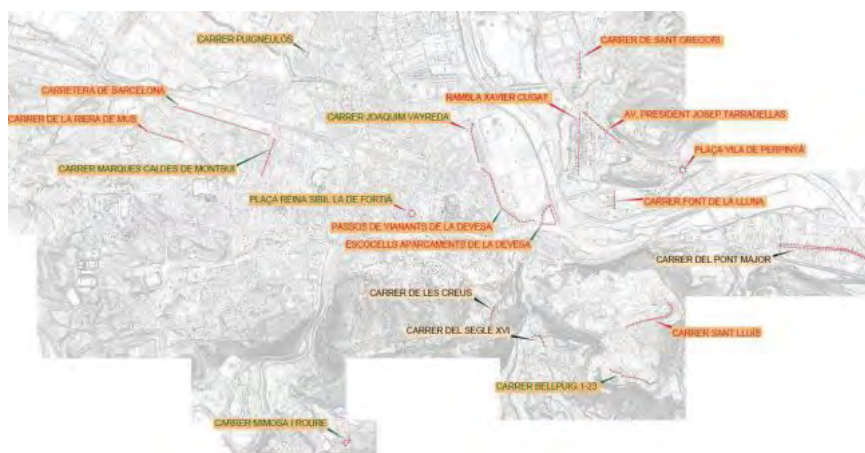 CARRER PUIGNEULÓS
CARRER DE SANT GREGORI
CARRETERA DE BARCELONA
RAMBLA XAVIER CUGAT
CARRER DE LA RIERA DE MUS
CARRER JOAQUIM VAYREDA
AV. PRESIDENT JOSEP TARRADELLAS
PLAÇA VILA DE PERPINYÀ
CARRER MARQUES CALDES DE MONTBUI
PLAÇA REINA SIBIL·LA DE FORTIÀ
CARRER FONT DE LA LLUNA
PASSOS DE VIANANTS DE LA DEVESA
ESCOCELLS APARCAMENTS DE LA DEVESA
CARRER DEL PONT MAJOR
CARRER DE LES CREUS
CARRER DEL SEGLE XVI
CARRER SANT LLUÍS
CARRER BELLPUIG 1-23
CARRER MIMOSA I ROURE